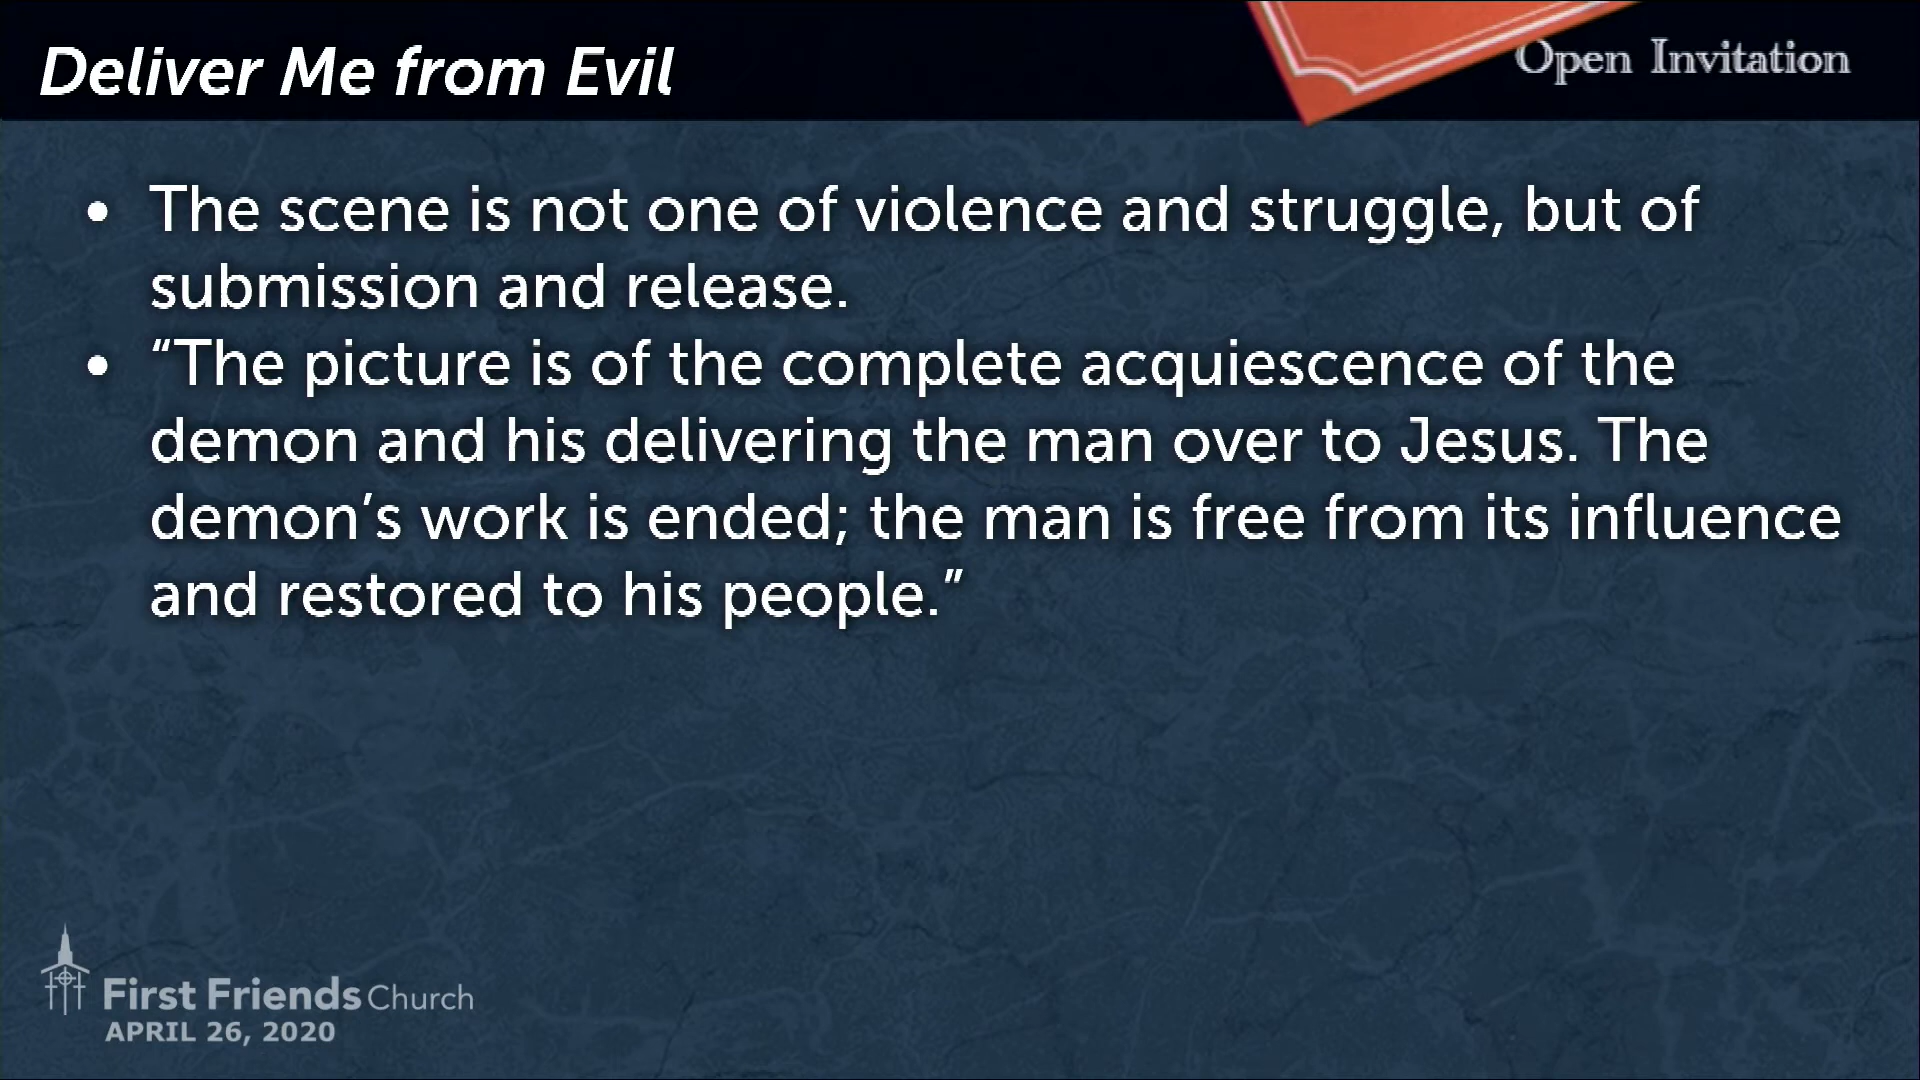 Deliver Me from Evil
Open Invitation
• The scene is not one of violence and struggle, but of
submission and release.
• “The picture is of the complete acquiescence of the
demon and his delivering the man over to Jesus. The
demon’s work is ended; the man is free from its influence
and restored to his people.”
First Friends Church
APRIL 26, 2020